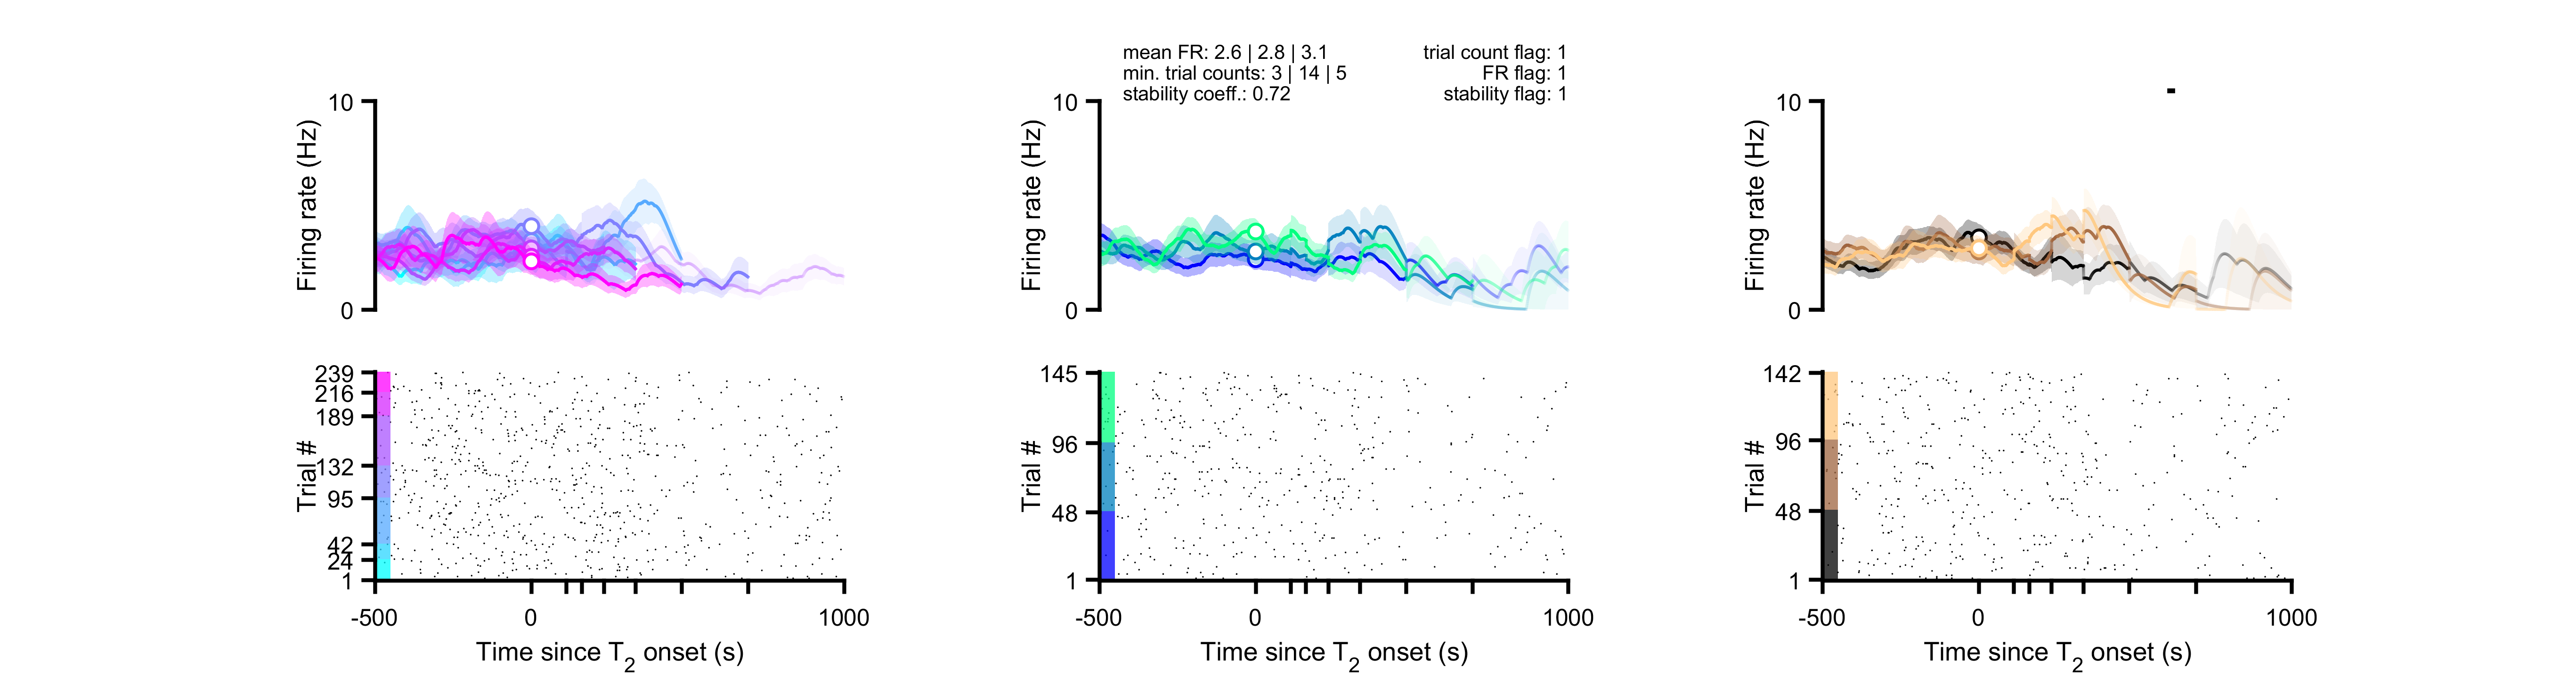 mean FR: 2.6 | 2.8 | 3.1
min. trial counts: 3 | 14 | 5
stability coeff.: 0.72
trial count flag: 1
FR flag: 1
stability flag: 1
10
Firing rate (Hz)
0
10
Firing rate (Hz)
0
10
Firing rate (Hz)
0
239
216
189
132
95
42
24
1
Trial #
-500
0
1000
Time since T2 onset (s)
145
96
48
1
Trial #
-500
0
1000
Time since T2 onset (s)
142
96
48
1
Trial #
-500
0
1000
Time since T2 onset (s)